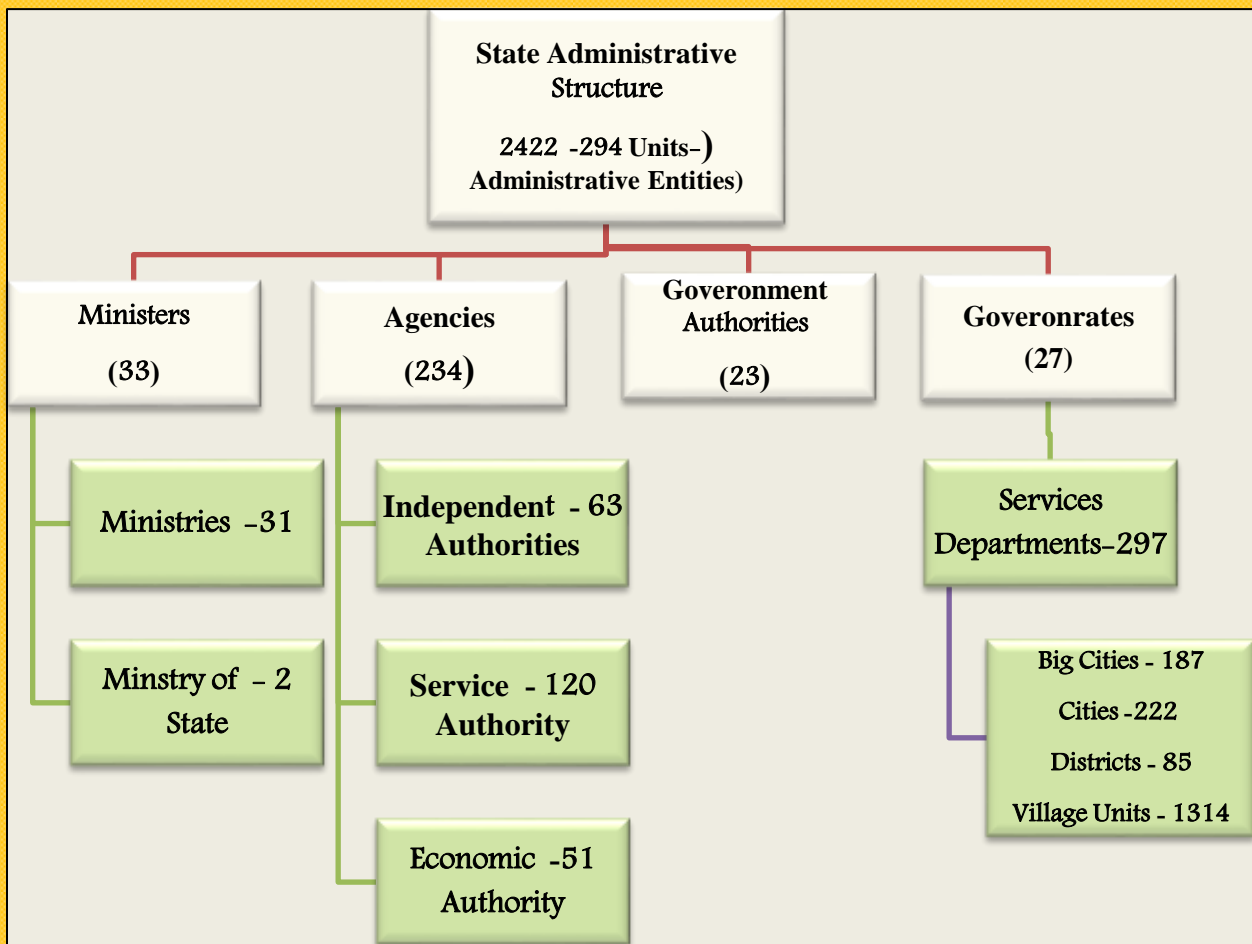 State Administrative
Structure
2422 -294 Units-)
Administrative Entities)
Ministers
(33)
Agencies
(234)
Government
Authorities
(23)
Goveronrates
(27)
Ministries -31
Minstry of - 2
State
Independent - 63
Authorities
Service - 120
Authority
Economic -51
Authority
Services
Departments-297
Big Cities - 187
Cities -222
Districts - 85
Village Units - 1314